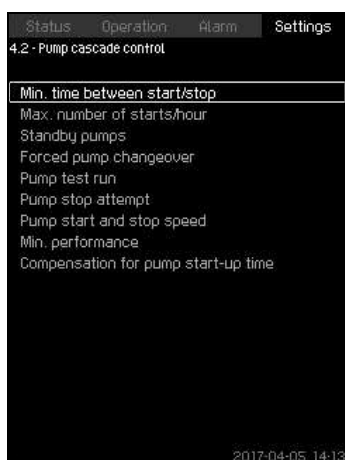 Status Operation Alarm Settings
4.2 - Pump cascade control
Min. time between start/stop
Max. number of starts/hour
Standby pumps
Forced pump changeover
Pump test run
Pump stop attempt
Pump start and stop speed
Min. performance
Compensation for pump start-up time
2017-04-05 14:13